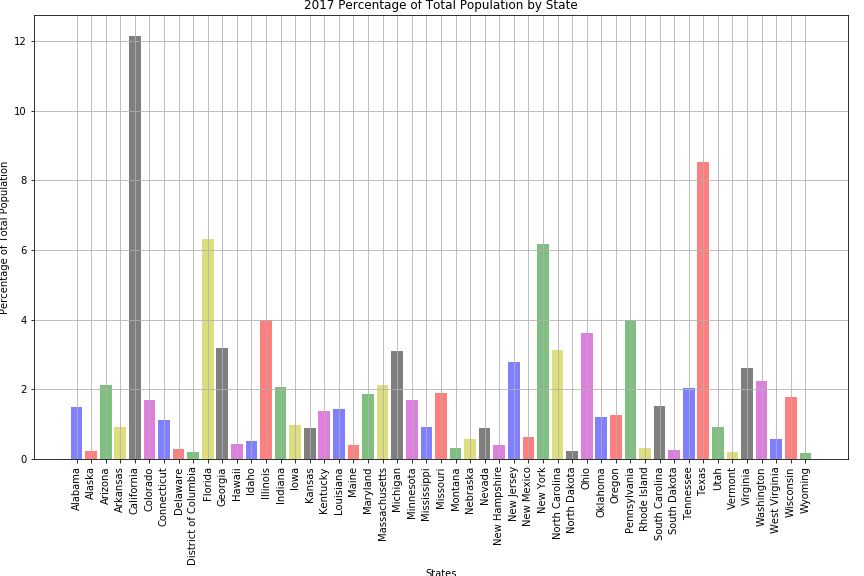 2017 Percentage of Total Population by State
Percentage of Total Population
12
10
8
6
4
2
0
Alabama
Alaska
Arizona
Arkansas
California
Colorado
Connecticut
Delaware
District of Columbia
Florida
Georgia
Hawaii
Idaho
Illinois
Indiana
Iowa
Kansas
Kentucky
Louisiana
Maine
Maryland
Massachusetts
Michigan
Minnesota
Mississippi
Missouri
Montana
Nebraska
Nevada
New Hampshire
New Jersey
New Mexico
New York
North Carolina
North Dakota
Ohio
Oklahoma
Oregon
Pennsylvania
Rhode Island
South Carolina
South Dakota
Tennessee
Texas
Utah
Vermont
Virginia
Washington
West Virginia
Wisconsin
Wyoming
States